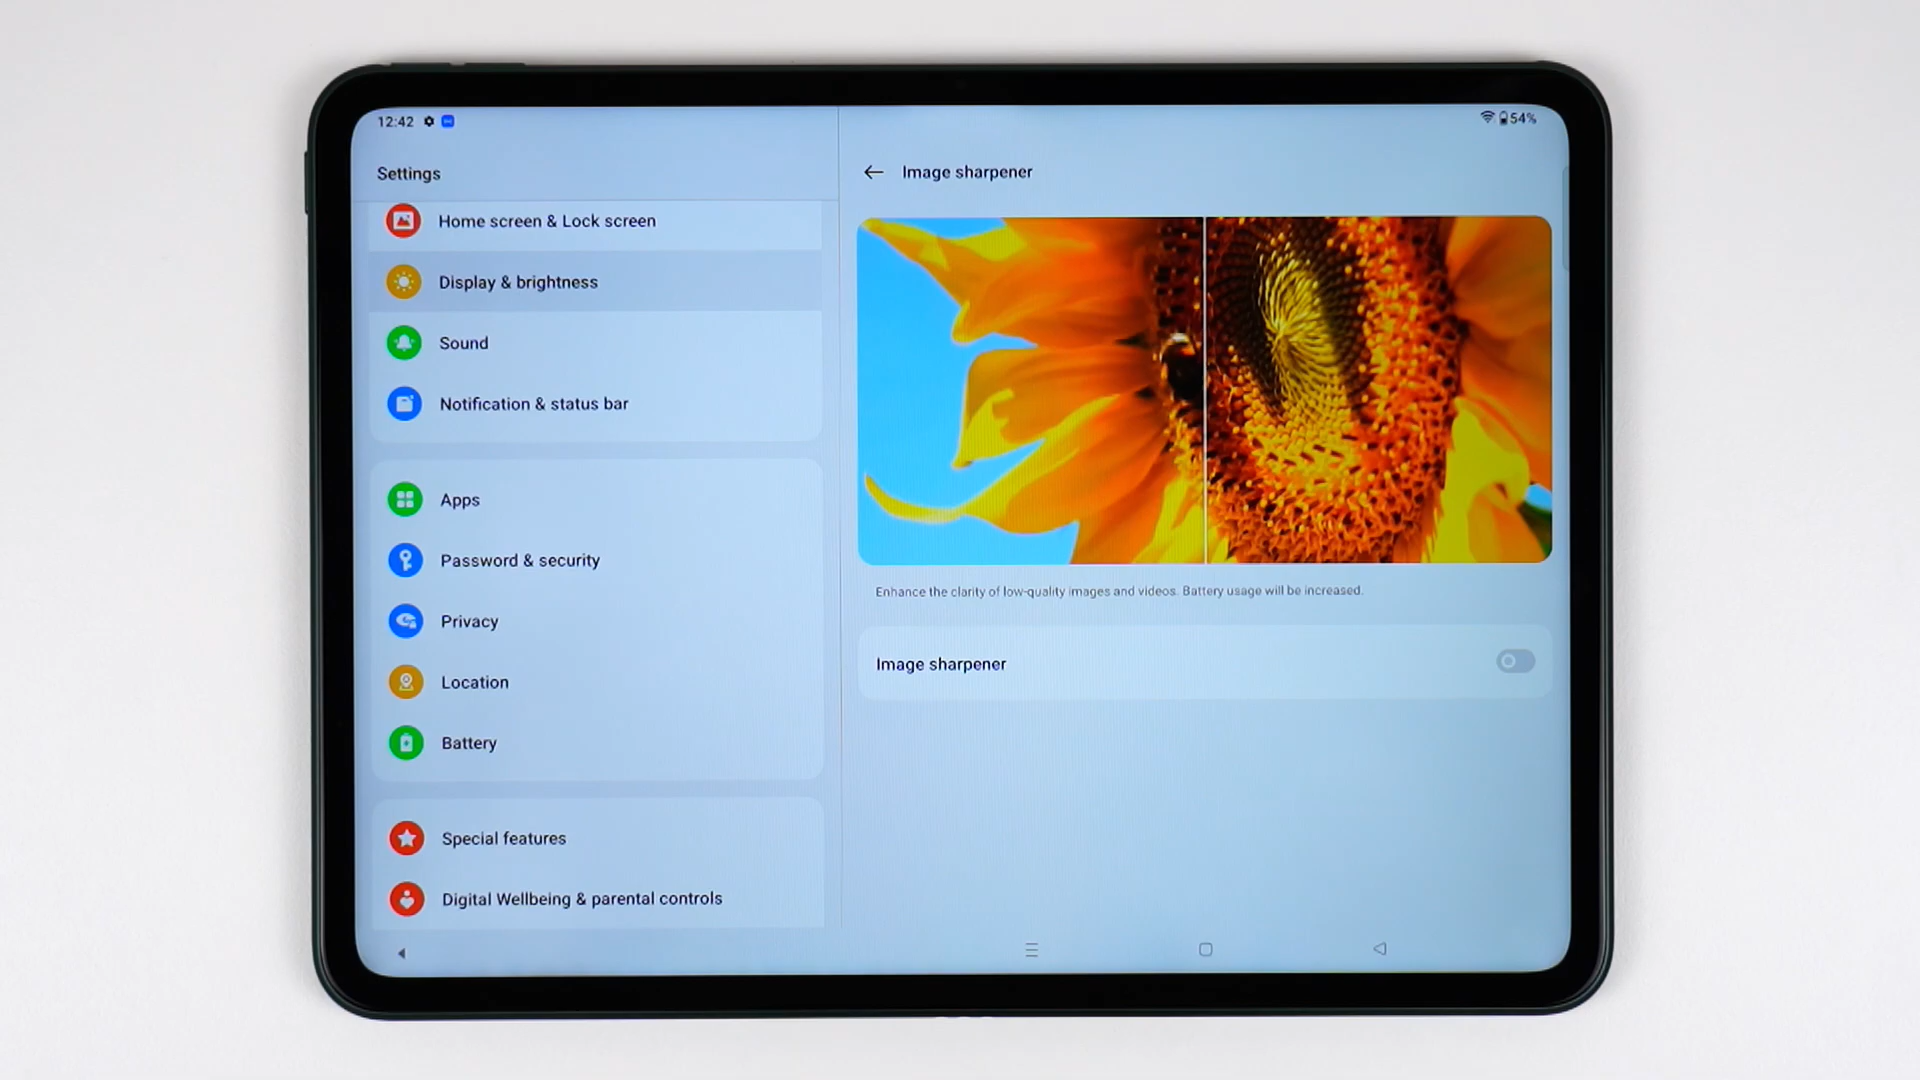 12:42
54%
Settings
Home screen & Lock screen
Display & brightness
Sound
Notification & status bar
Apps
Password & security
Privacy
Location
Battery
Special features
Digital Wellbeing & parental controls
Image sharpener
Enhance the clarity of low-quality images and videos. Battery usage will be increased.
Image sharpener